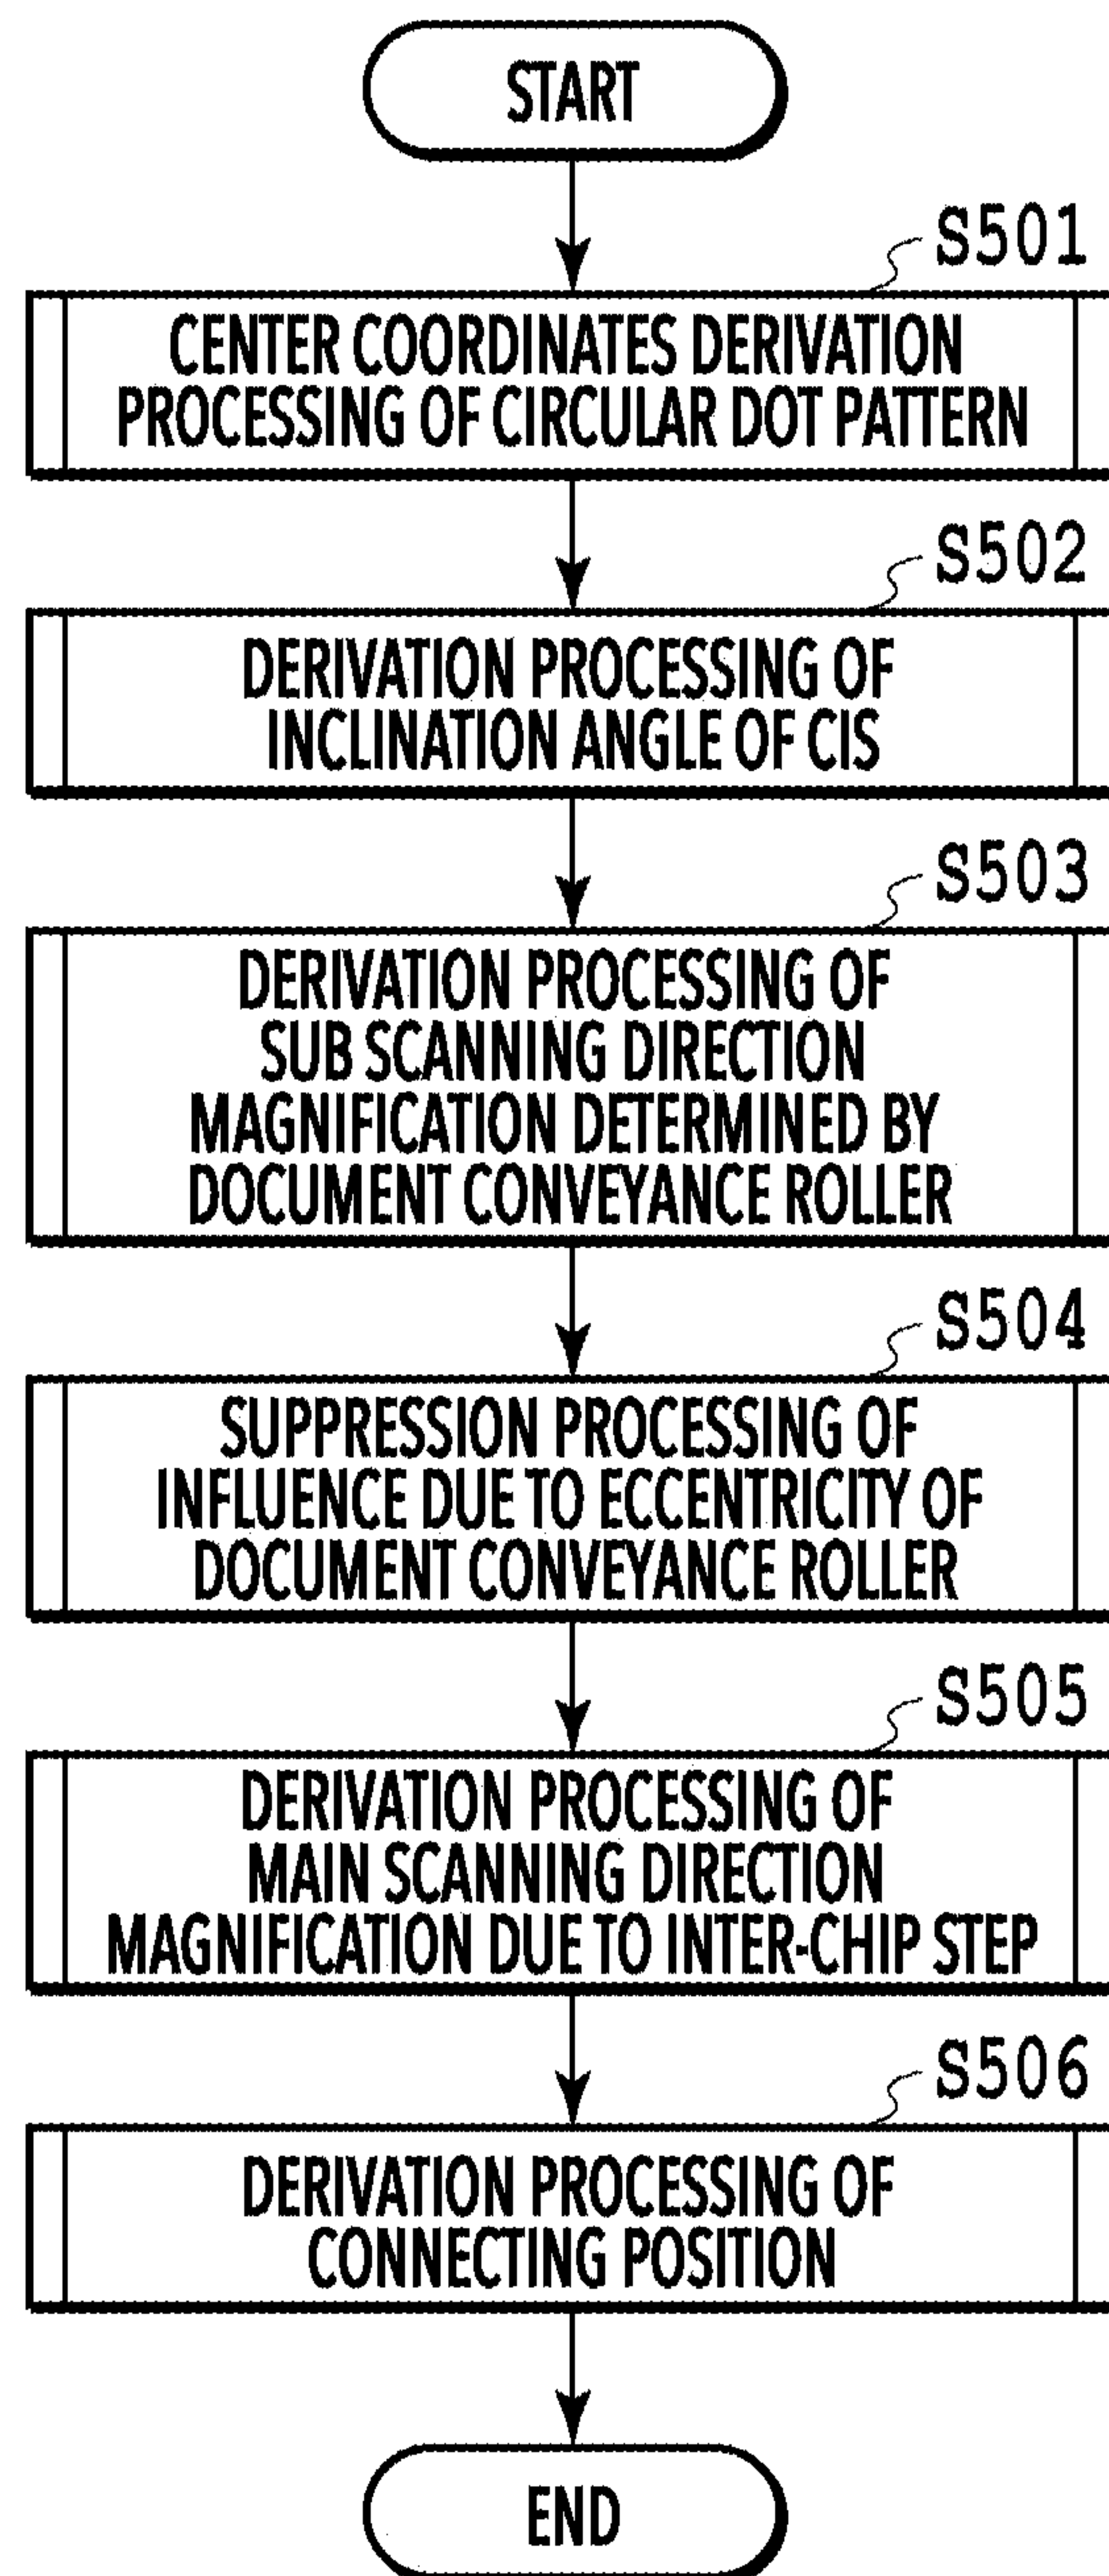 START
S501
CENTER COORDINATES DERIVATION
PROCESSING OF CIRCULAR DOT PATTERN
S502
DERIVATION PROCESSING OF
INCLINATION ANGLE OF CIS
S503
DERIVATION PROCESSING OF
SUB SCANNING DIRECTION
MAGNIFICATION DETERMINED BY
DOCUMENT CONVEYANCE ROLLER
S504
SUPPRESSION PROCESSING OF
INFLUENCE DUE TO ECCENTRICITY OF
DOCUMENT CONVEYANCE ROLLER
S505
DERIVATION PROCESSING OF
MAIN SCANNING DIRECTION
MAGNIFICATION DUE TO INTER-CHIP STEP
S506
DERIVATION PROCESSING OF
CONNECTING POSITION
END